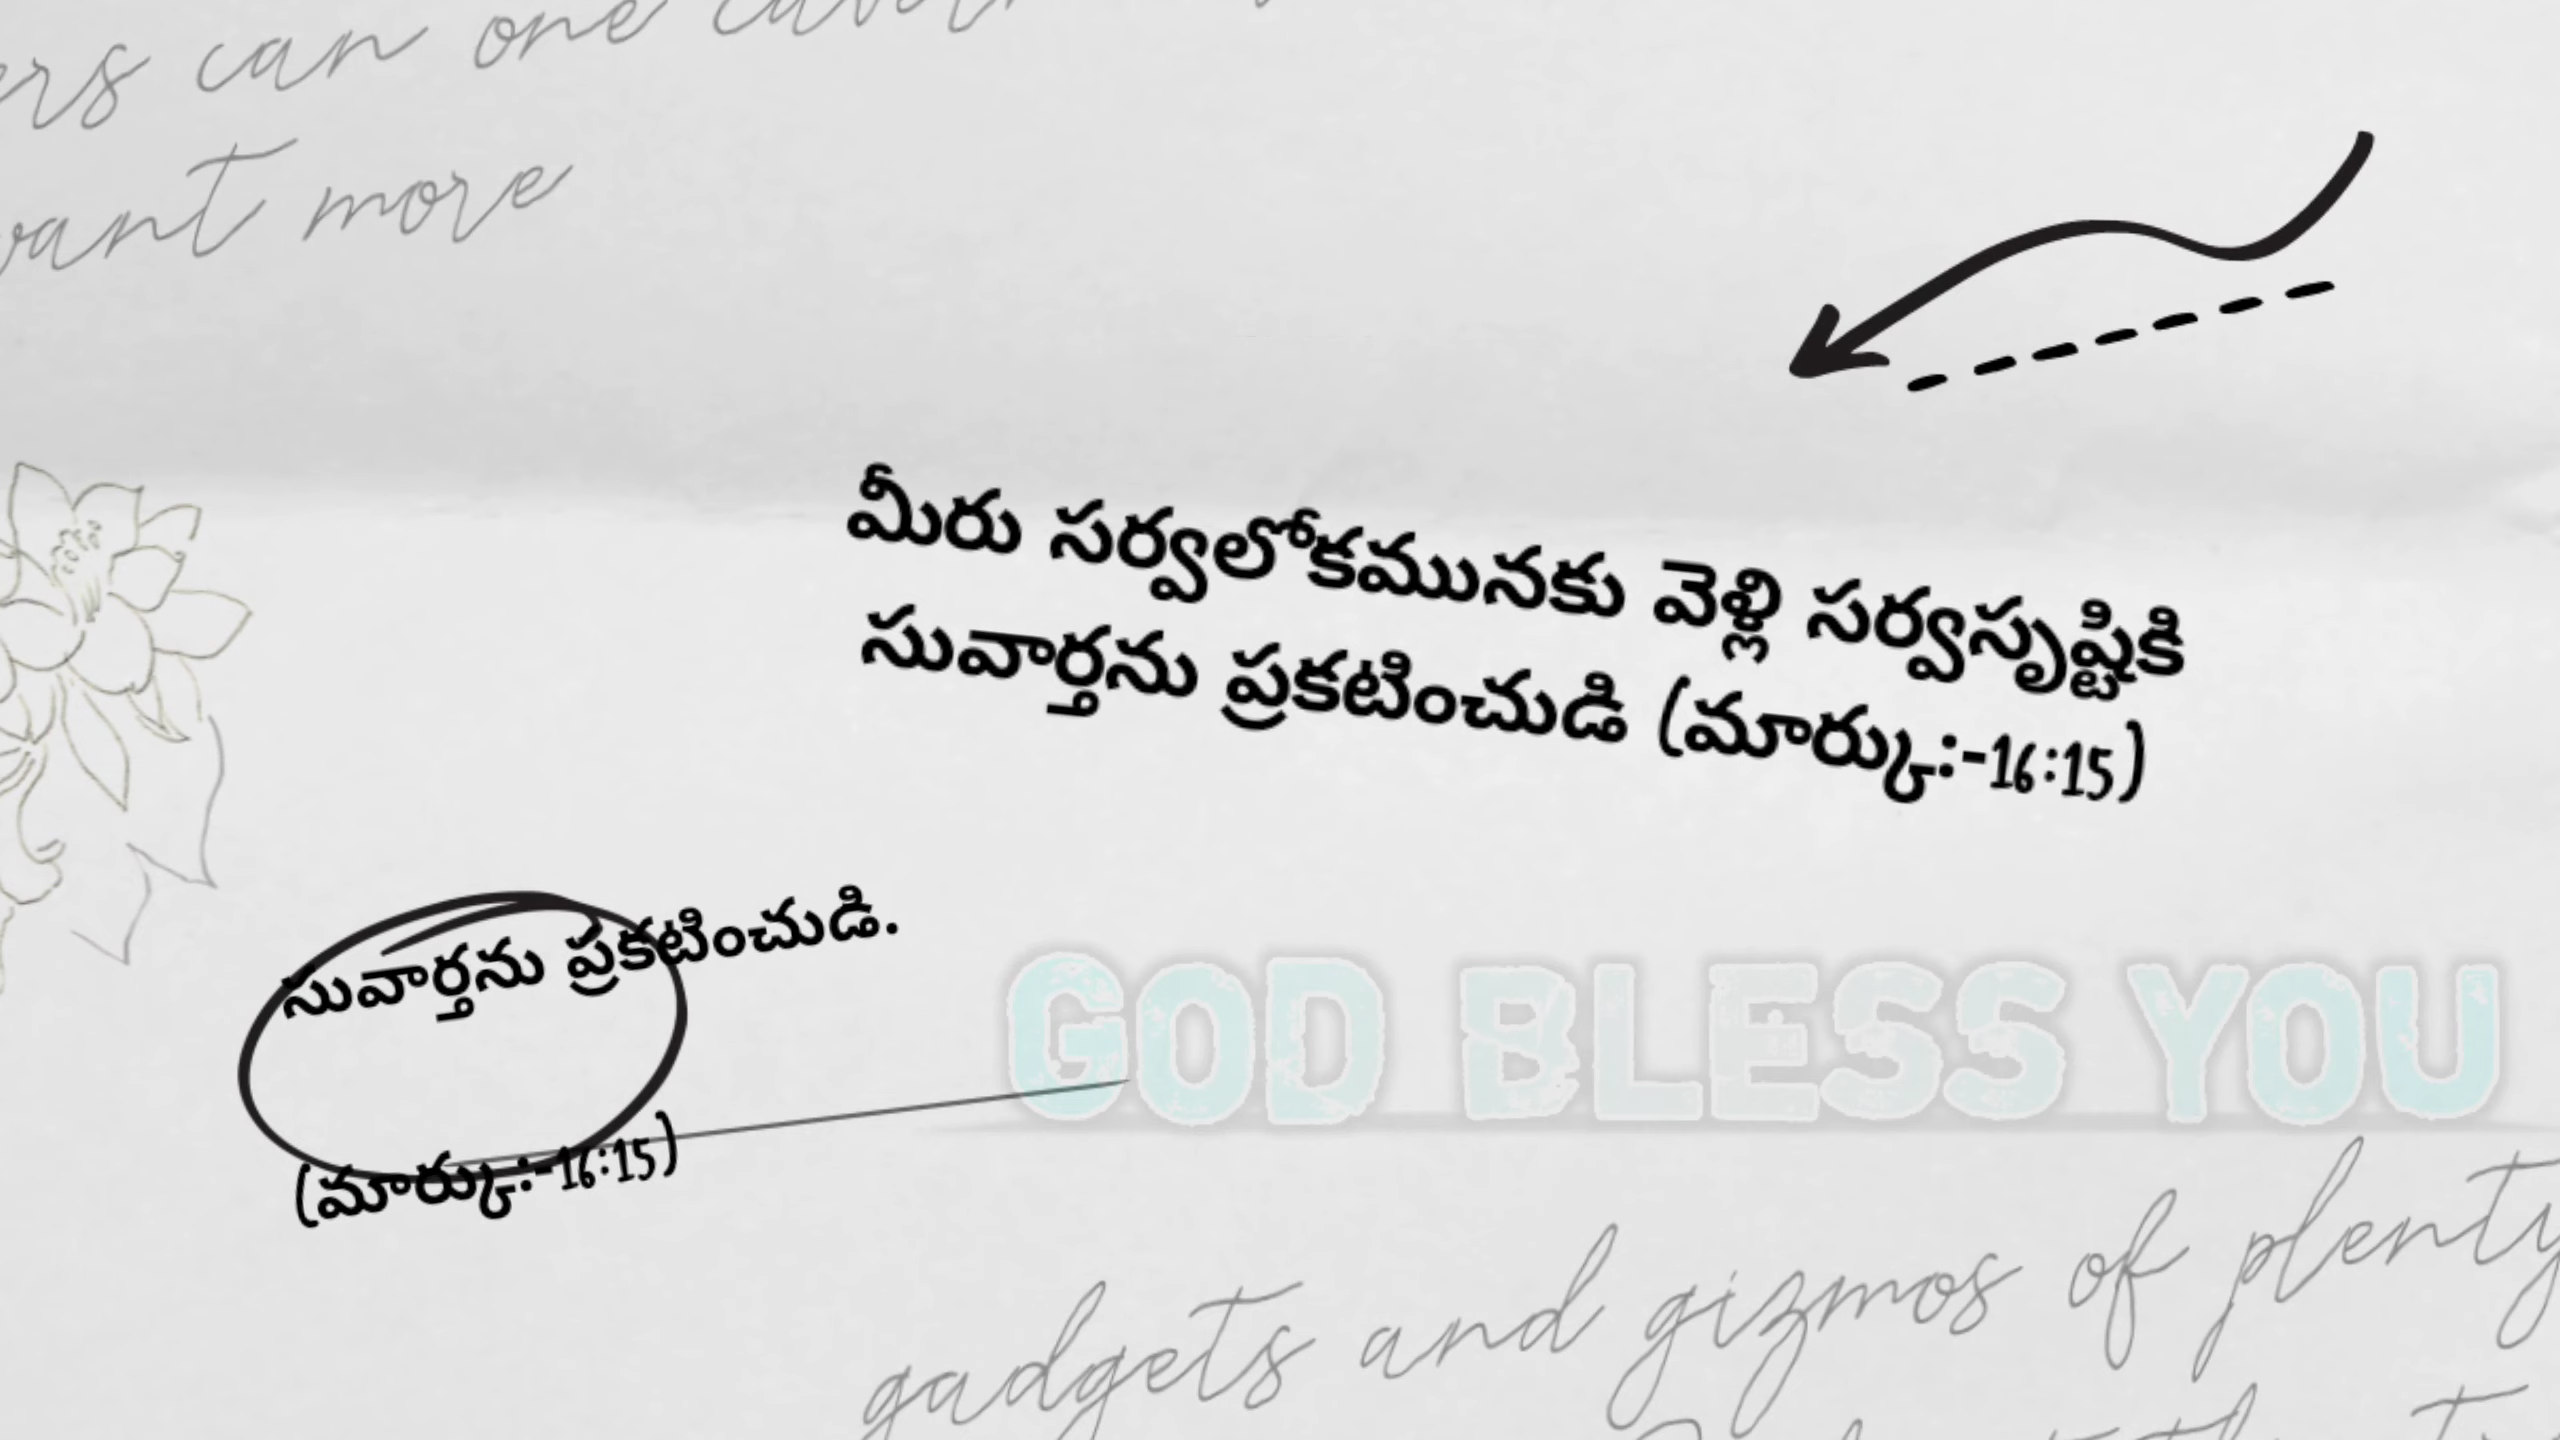 can one
want more
మీరు సర్వలోకమునకు వెళ్లి సర్వసృష్టికి
సువార్తను ప్రకటించుడి (మార్కు:-16:15)
సువార్తను ప్రకటించుడి.
(మార్కు:-16:15)
GOD BLESS YOU
gadgets and gizmos of plenty